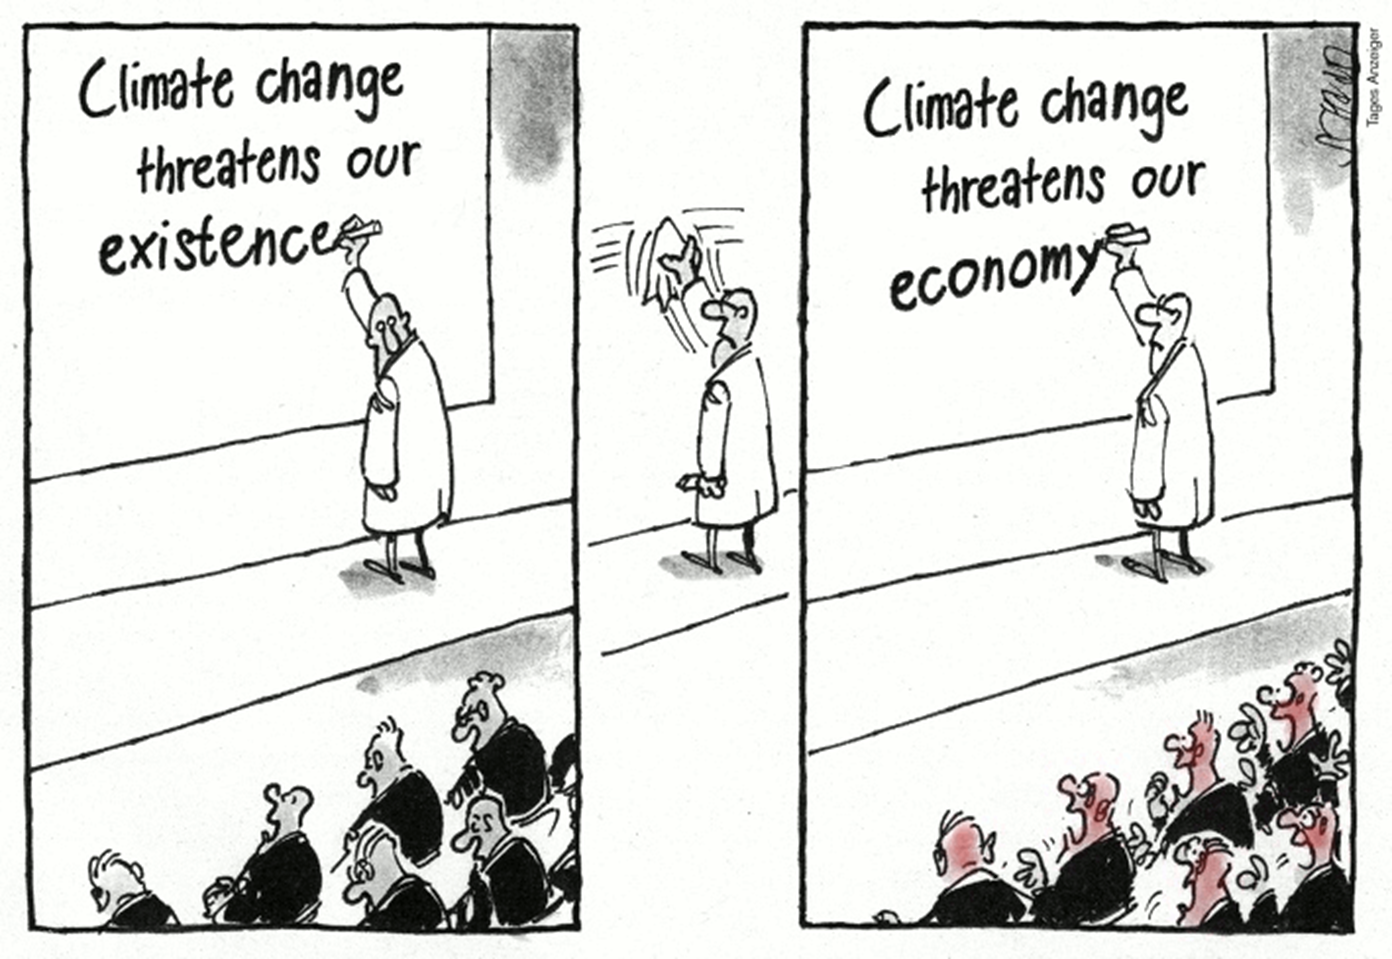 Climate change
threatens our
existence
Climate change
threatens our
economy
Tages Anzeiger